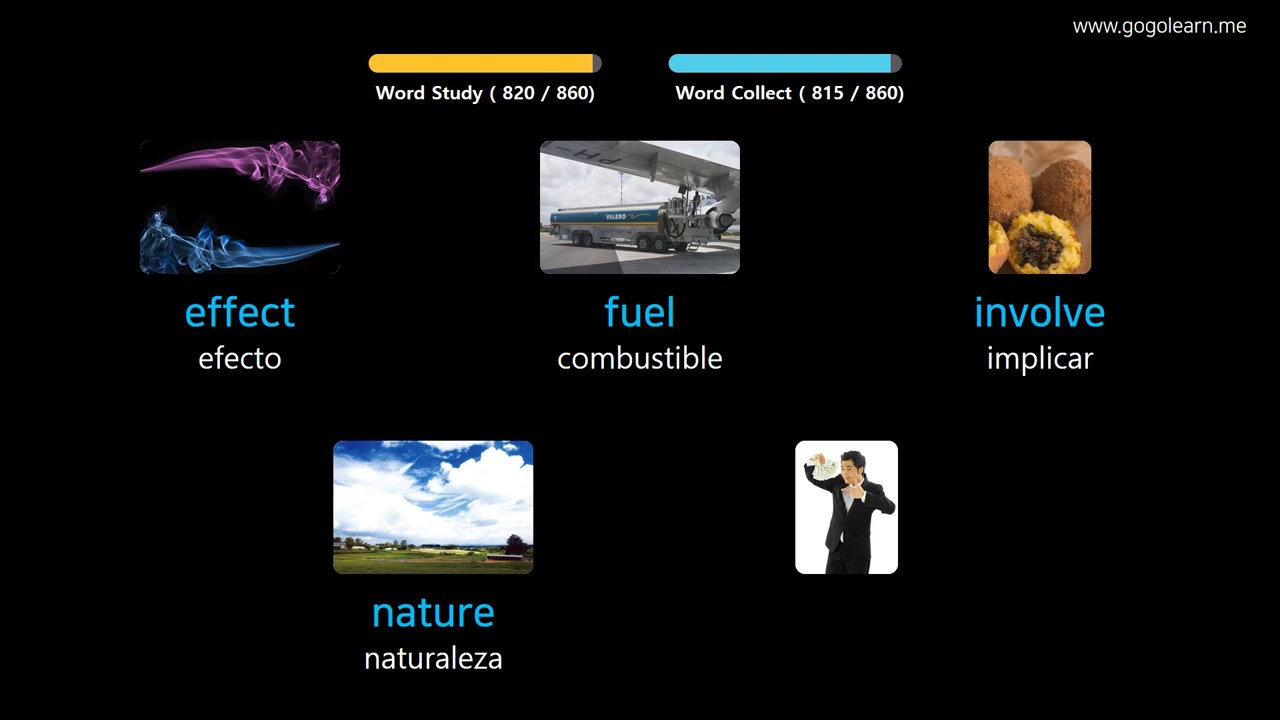 www.gogolearn.me
Word Study ( 820 / 860)
Word Collect ( 815 / 860)
VALERO
effect
efecto
fuel
combustible
involve
implicar
nature
naturaleza